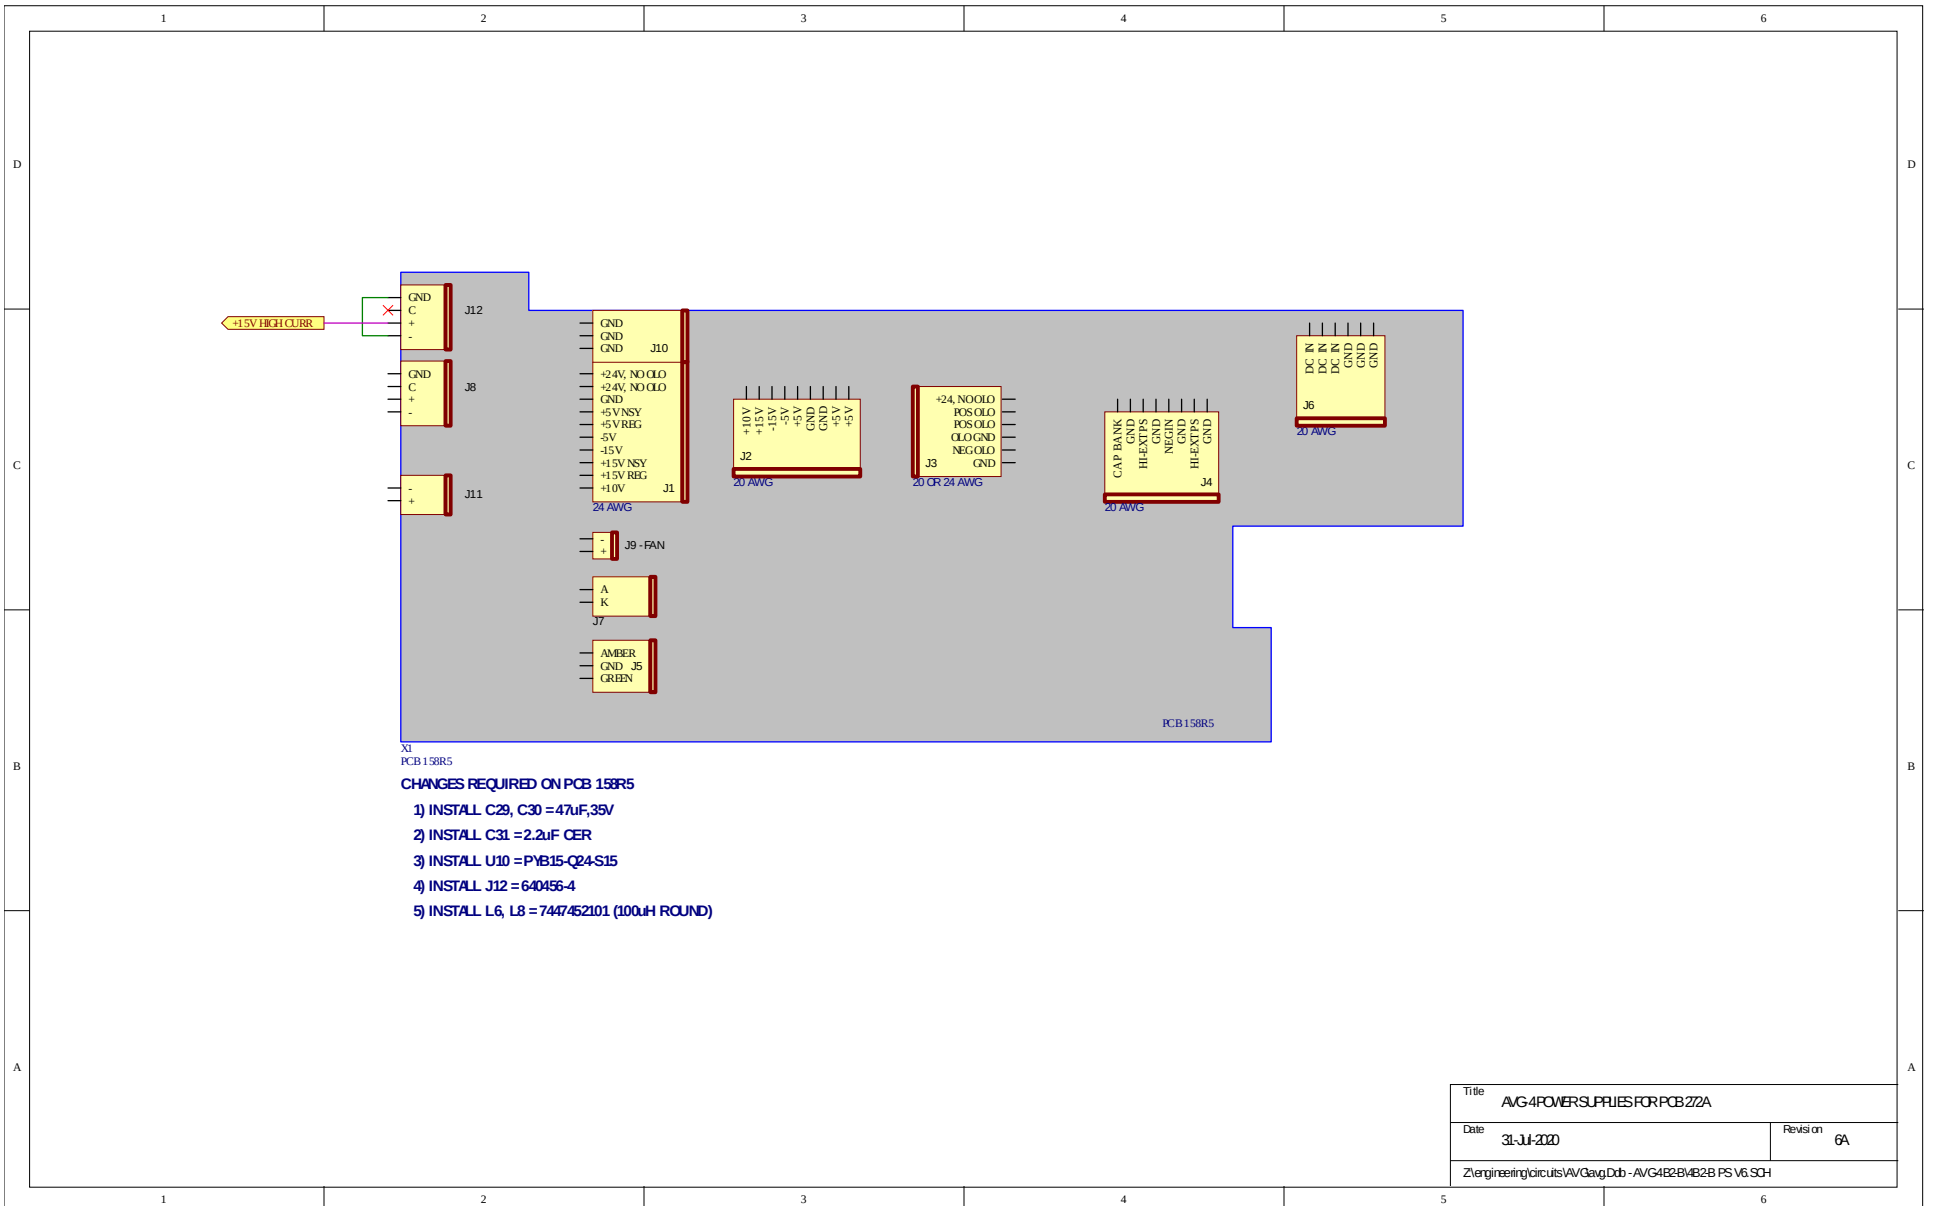 1 2 3 4 5 6
D D
GND
C
+
-
J12
+15V HIGH CURR
GND
C
+
-
J8
-
+
J11
GND
GND
GND
J10
+24V, NO OLO
+24V, NO OLO
GND
+5V NSY
+5V REG
-5V
-15V
+15V NSY
+15V REG
+10V
J1
24 AWG
+10V
+15V
-15V
-5V
+5V
GND
GND
+5V
+5V
J2
20 AWG
+24, NO OLO
POS OLO
POS OLO
OLO GND
NEG OLO
GND
J3
20 OR 24 AWG
CAP BANK
GND
HI-EXTPS
GND
NEGIN
GND
HI-EXTPS
GND
J4
20 AWG
DC IN
DC IN
DC IN
GND
GND
GND
J6
20 AWG
C C
-
+
J9 - FAN
A
K
J7
AMBER
GND
GREEN
J5
PCB 158R5
X1
PCB 158R5
B B
CHANGES REQUIRED ON PCB 158R5
1) INSTALL C29, C30 = 47uF,35V
2) INSTALL C31 = 2.2uF CER
3) INSTALL U10 = PYB15-Q24-S15
4) INSTALL J12 = 640456-4
5) INSTALL L6, L8 = 7447452101 (100uH ROUND)
A A
Title
AVG-4 POWER SUPPLIES FOR PCB 272A
Date
31-Jul-2020
Revision
6A
Z:\engineering\circuits\AVG\avg.Ddb - AVG-4B2-B\4B2-B PS V6.SCH
1 2 3 4 5 6